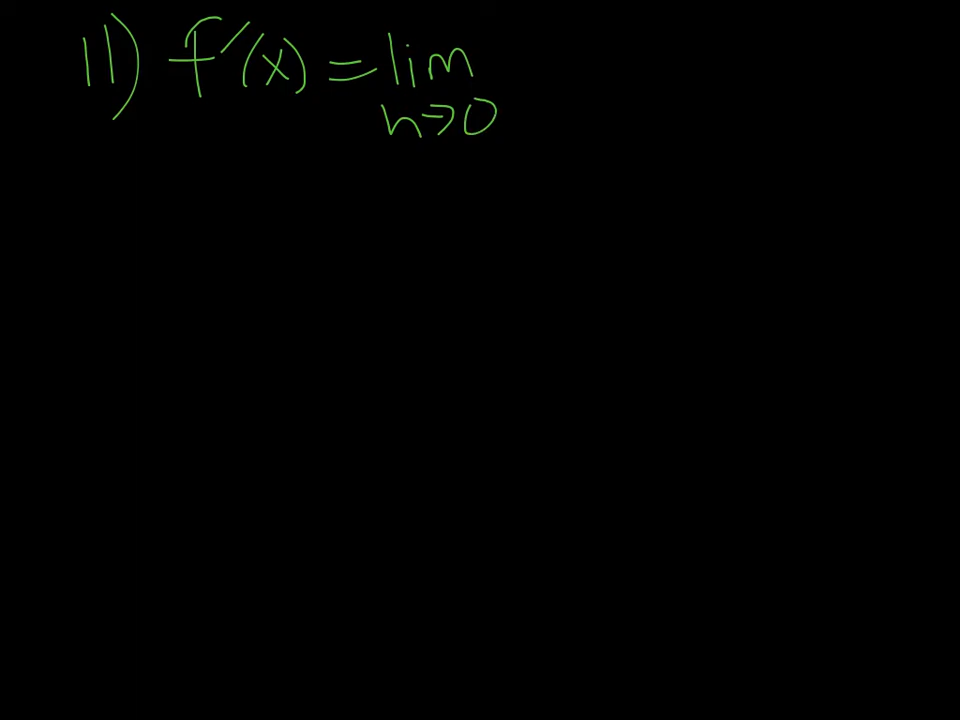 11) f'(x) = lim
h→0